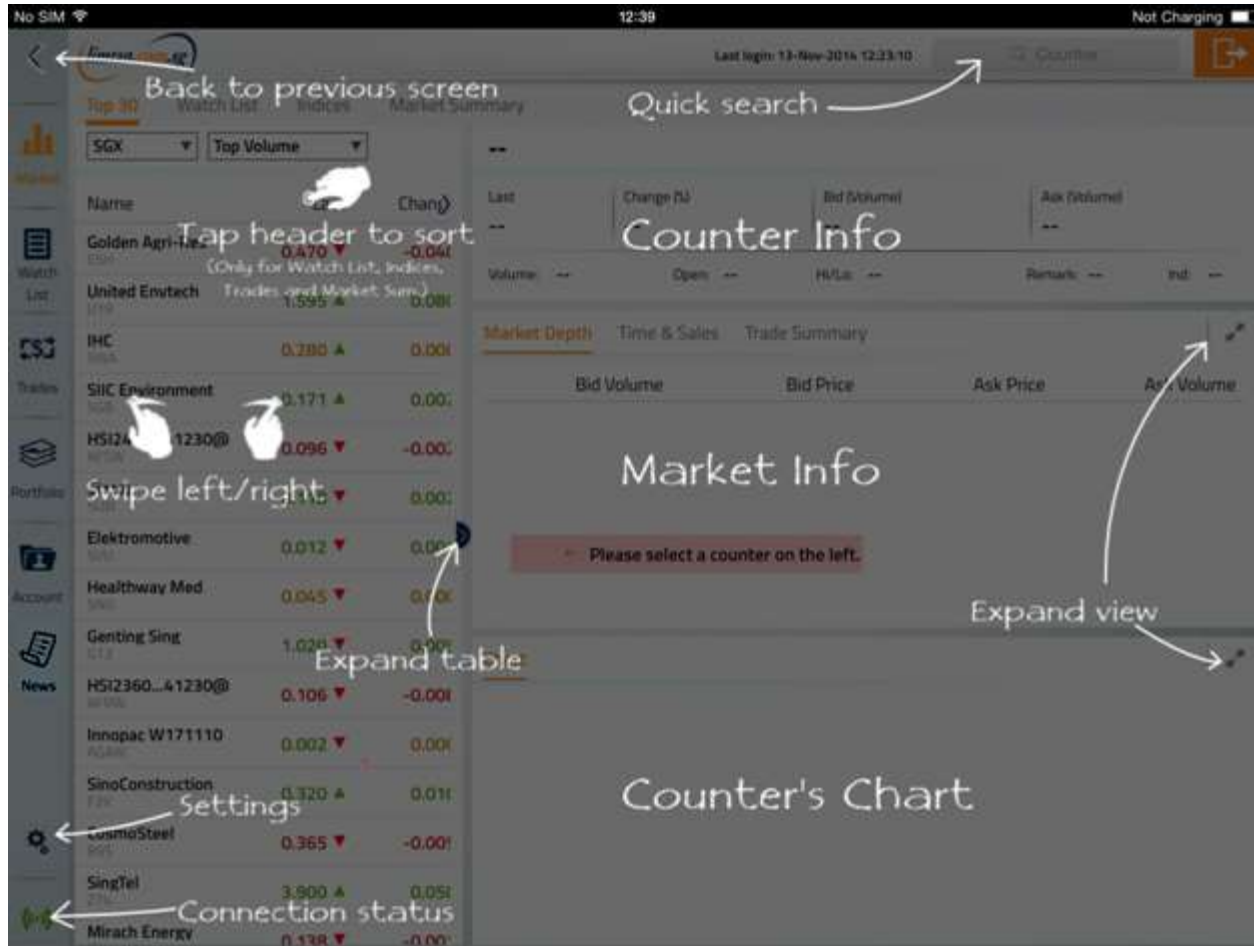 No SIM 12:39 Not Charging
Last login: 13-Nov-2014 12:23:10 Counter
Back to previous screen
Quick search
Top 30 Watch List Indices Market Summary
SGX Top Volume
--
Name Chang
Last Change (%) Bid (Volume) Ask (Volume)
-- --
Tap header to sort
(Only for Watch List, Indices,
Trades and Market Sum.)
Counter Info
Volume: -- Open: -- Hi/Lo: -- Remark: -- Ind: --
Market
Watch
List
Trades
Portfolio
Account
News
Golden Agri-Res 0.470 ▼
United Envtech 1.595 ▲
IHC 0.280 ▲
SIIC Environment 0.171 ▲
1230@ 0.096 ▼
Swipe left/right
Elektromotive 0.012 ▼
Healthway Med 0.045 ▼
Genting Sing 1.020 ▼
Expand table
HSI2360...41230@ 0.106 ▼
Innopac W171110 0.002 ▼
SinoConstruction 0.320 ▲
Settings
CosmoSteel 0.365 ▼
SingTel 3.900 ▲
Connection status
Mirach Energy 0.138 ▼
Market Depth Time & Sales Trade Summary
Bid Volume Bid Price Ask Price Ask Volume
Market Info
← Please select a counter on the left.
Expand view
Counter's Chart